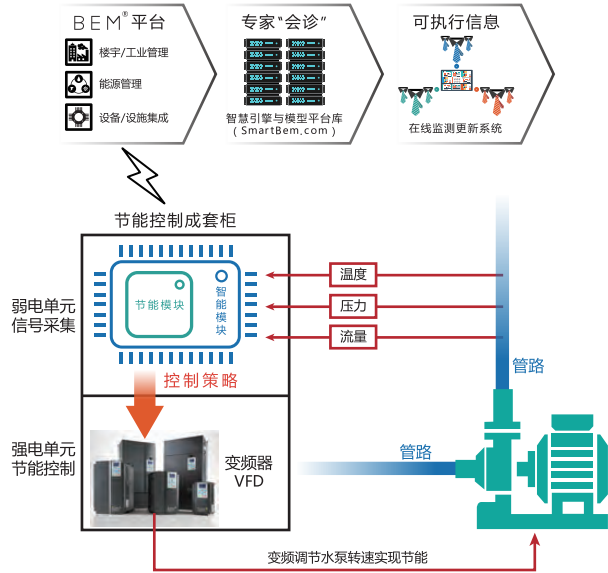 BEM®平台
楼宇/工业管理
能源管理
设备/设施集成
专家“会诊”
智慧引擎与模型平台库
(SmartBem.com)
可执行信息
在线监测更新系统
节能控制成套柜
弱电单元
信号采集
节能模块
智能模块
温度
压力
流量
管路
控制策略
强电单元
节能控制
变频器
VFD
管路
变频调节水泵转速实现节能